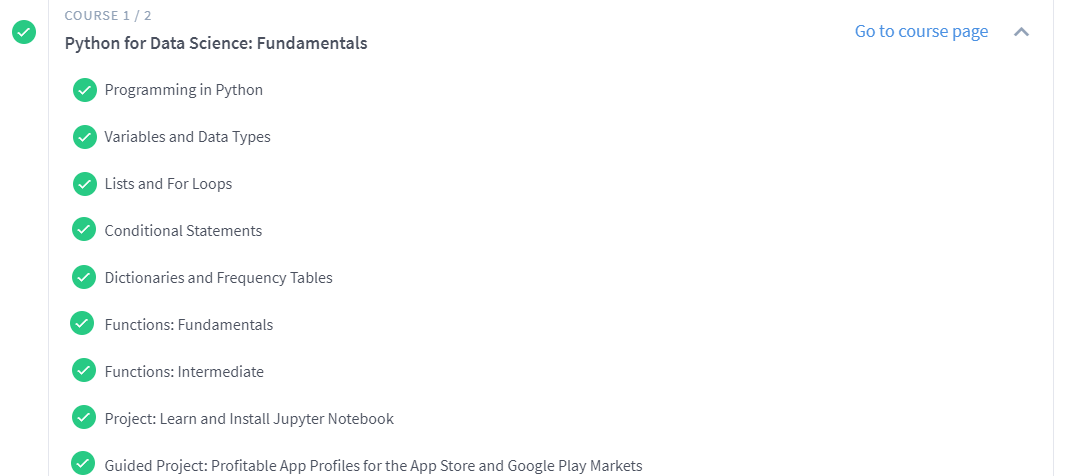 COURSE 1 / 2
Python for Data Science: Fundamentals
Go to course page
Programming in Python
Variables and Data Types
Lists and For Loops
Conditional Statements
Dictionaries and Frequency Tables
Functions: Fundamentals
Functions: Intermediate
Project: Learn and Install Jupyter Notebook
Guided Project: Profitable App Profiles for the App Store and Google Play Markets